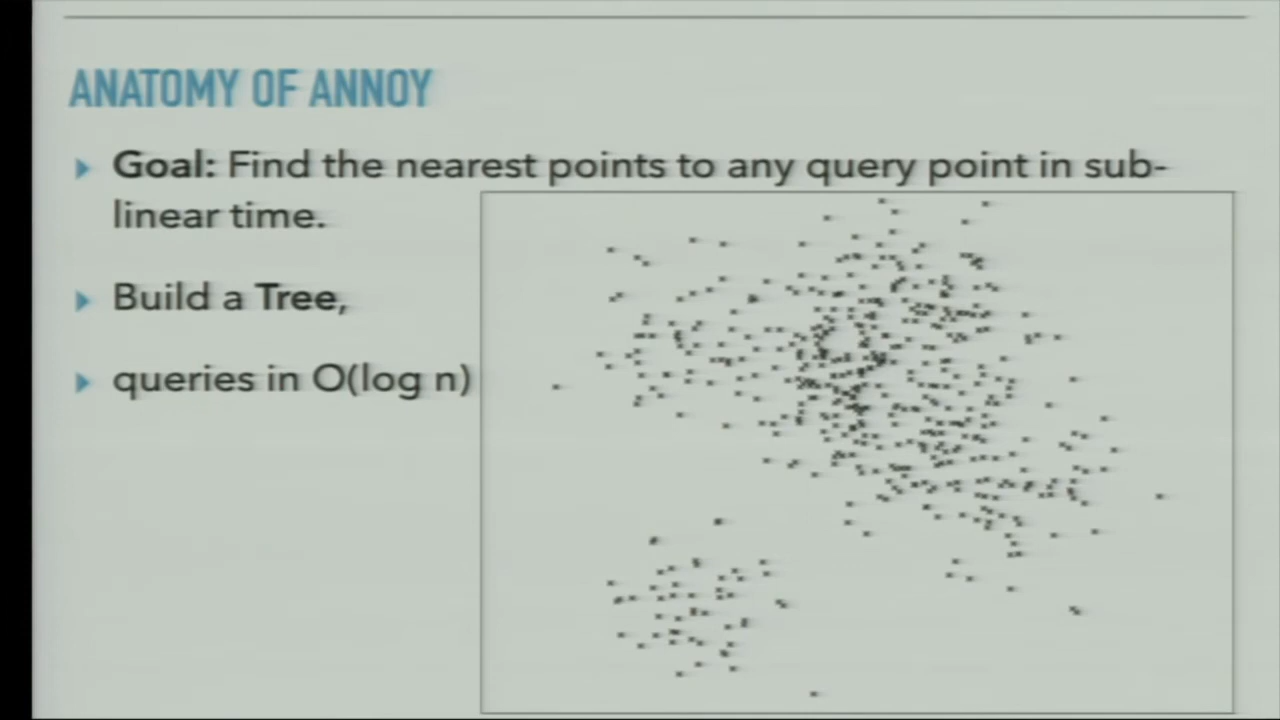 ANATOMY OF ANNOY
Goal: Find the nearest points to any query point in sub-
linear time.
Build a Tree,
queries in O(log n)